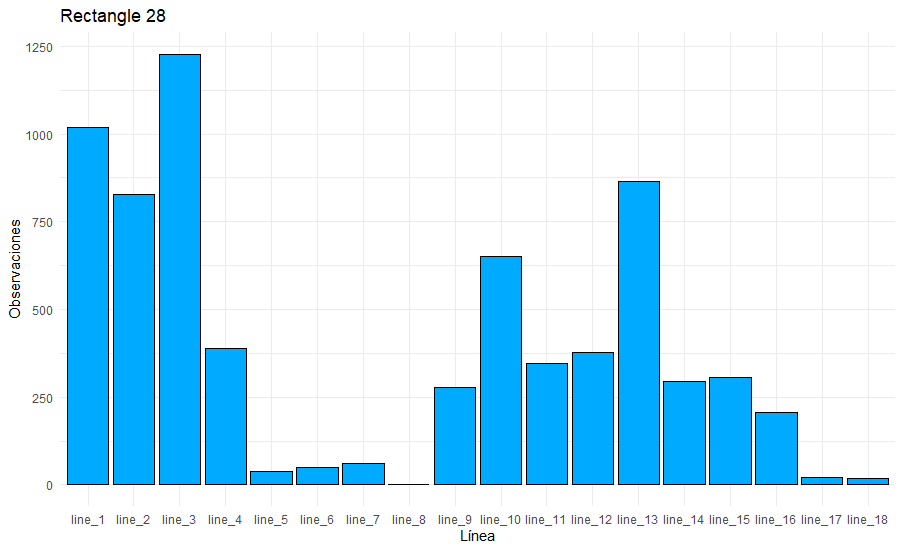 Rectangle 28
1250
1000
750
500
250
0
Observaciones
line_1 line_2 line_3 line_4 line_5 line_6 line_7 line_8 line_9 line_10 line_11 line_12 line_13 line_14 line_15 line_16 line_17 line_18
Línea